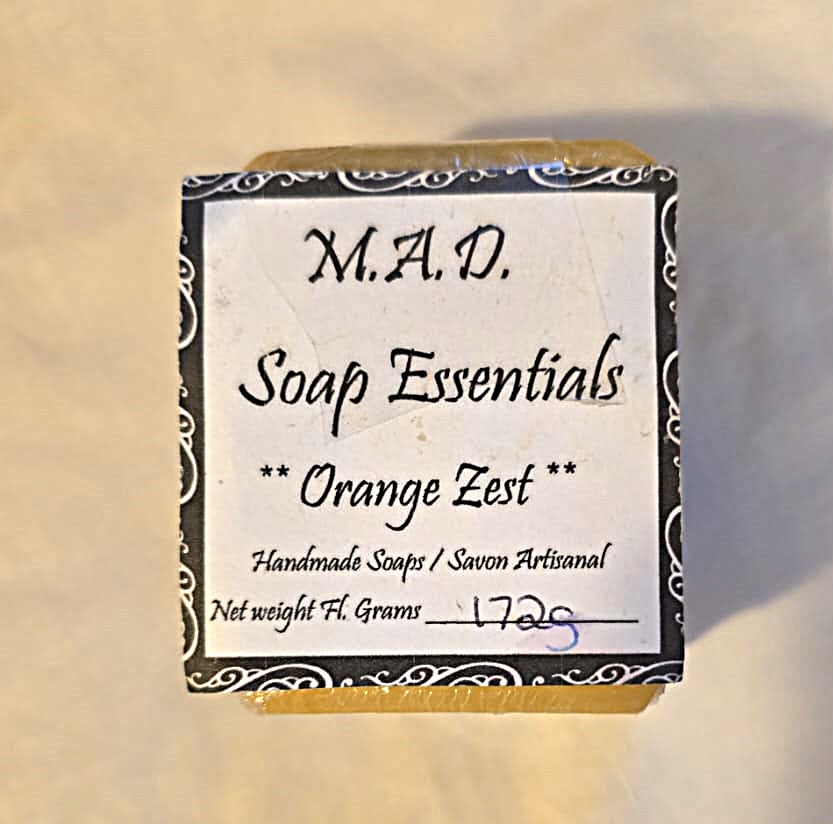 M.A.D.
Soap Essentials
** Orange Zest **
Handmade Soaps / Savon Artisanal
Net weight Fl. Grams 172g